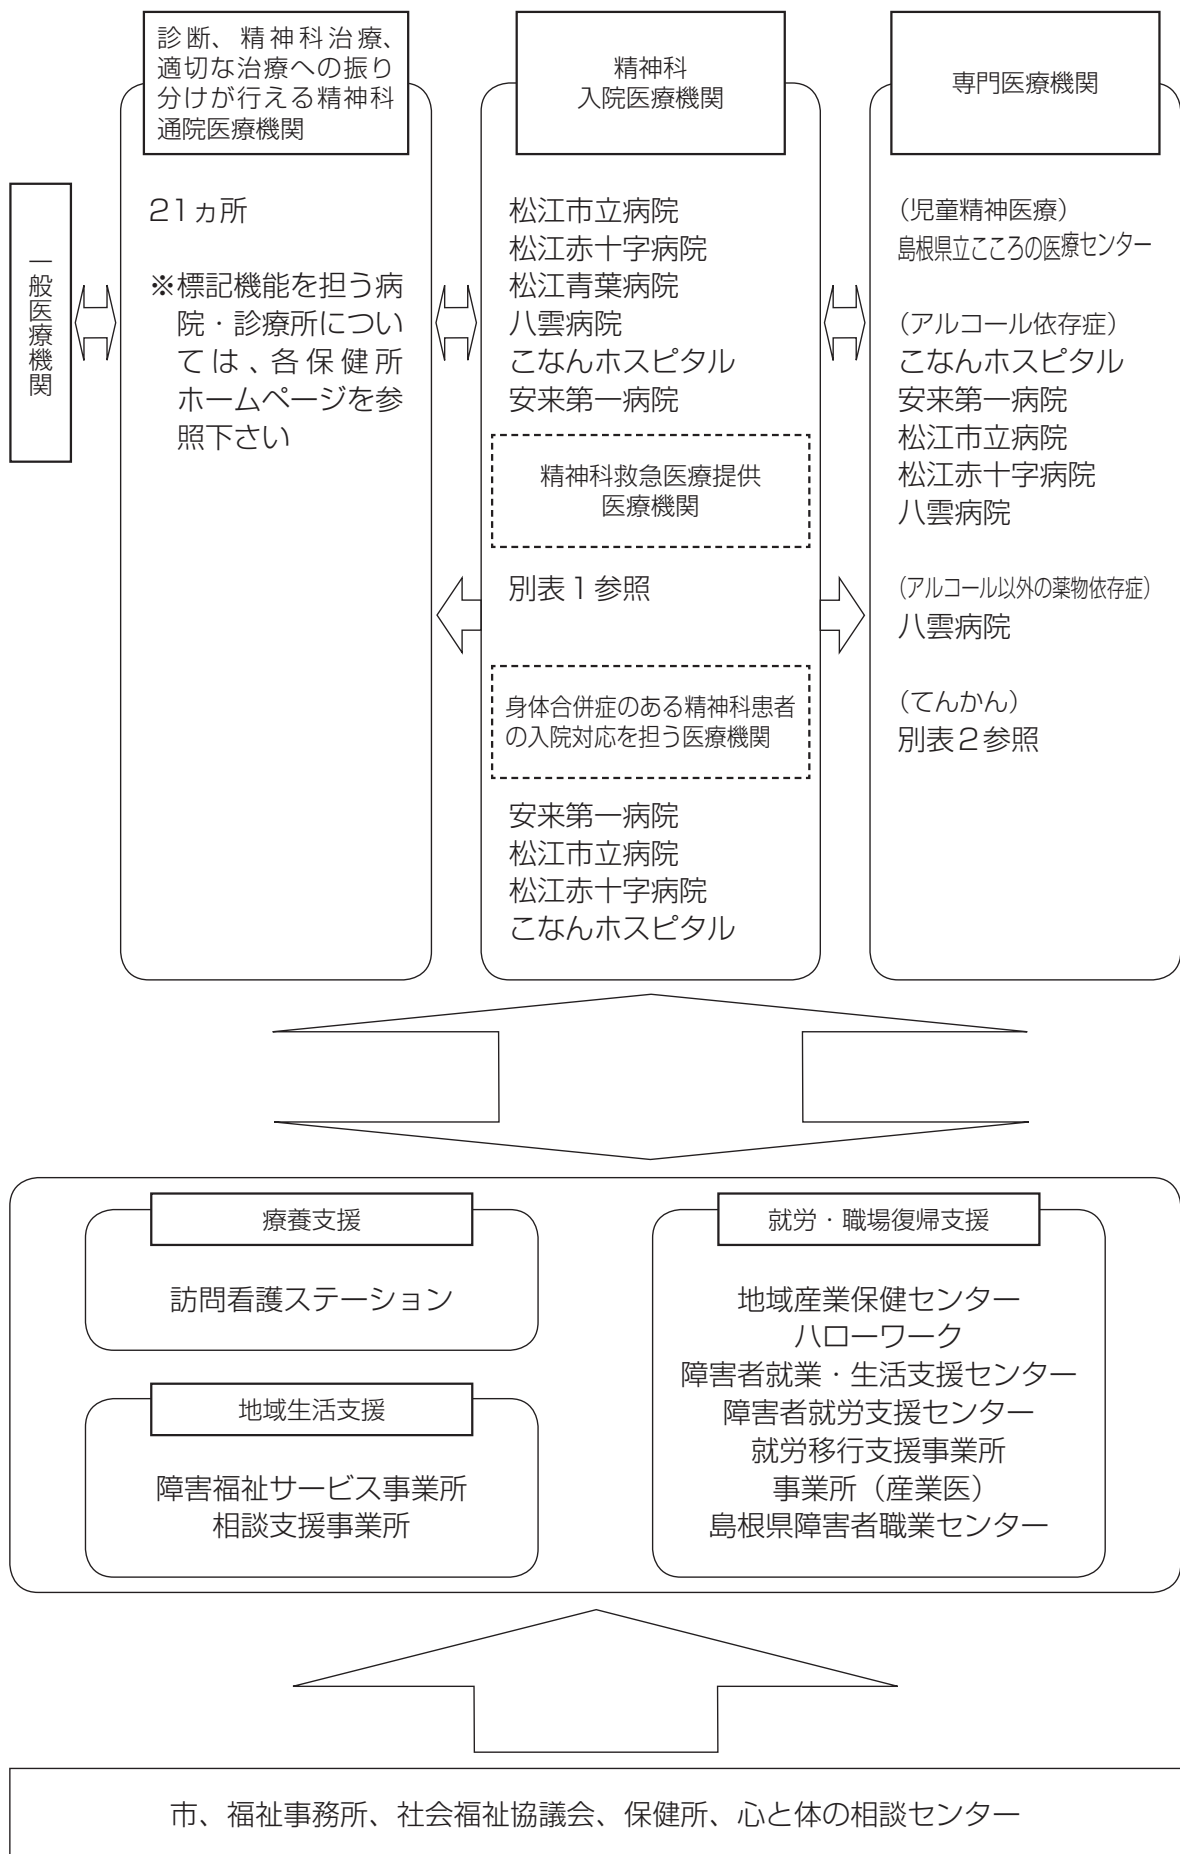 一般医療機関
診断、精神科治療、
適切な治療への振り
分けが行える精神科
通院医療機関
21ヵ所
※標記機能を担う病
院・診療所につい
ては、各保健所
ホームページを参
照下さい
精神科
入院医療機関
松江市立病院
松江赤十字病院
松江青葉病院
八雲病院
こなんホスピタル
安来第一病院
精神科救急医療提供
医療機関
別表1参照
身体合併症のある精神科患者
の入院対応を担う医療機関
安来第一病院
松江市立病院
松江赤十字病院
こなんホスピタル
専門医療機関
（児童精神医療）
島根県立こころの医療センター
（アルコール依存症）
こなんホスピタル
安来第一病院
松江市立病院
松江赤十字病院
八雲病院
（アルコール以外の薬物依存症）
八雲病院
（てんかん）
別表2参照
療養支援
訪問看護ステーション
地域生活支援
障害福祉サービス事業所
相談支援事業所
就労・職場復帰支援
地域産業保健センター
ハローワーク
障害者就業・生活支援センター
障害者就労支援センター
就労移行支援事業所
事業所（産業医）
島根県障害者職業センター
市、福祉事務所、社会福祉協議会、保健所、心と体の相談センター